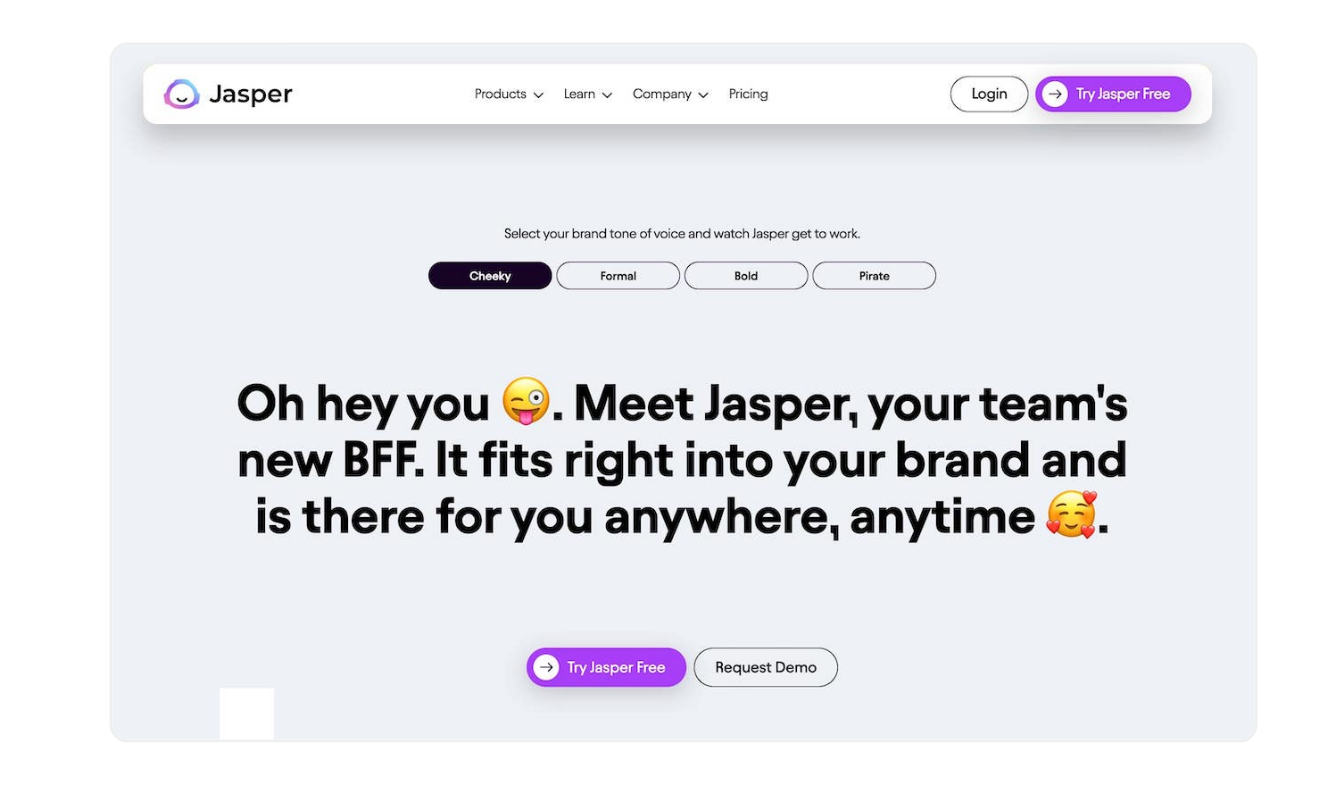 Jasper
Products Learn Company Pricing
Login Try Jasper Free
Select your brand tone of voice and watch Jasper get to work.
Cheeky Formal Bold Pirate
Oh hey you 😜. Meet Jasper, your team's
new BFF. It fits right into your brand and
is there for you anywhere, anytime 🥰.
Try Jasper Free Request Demo